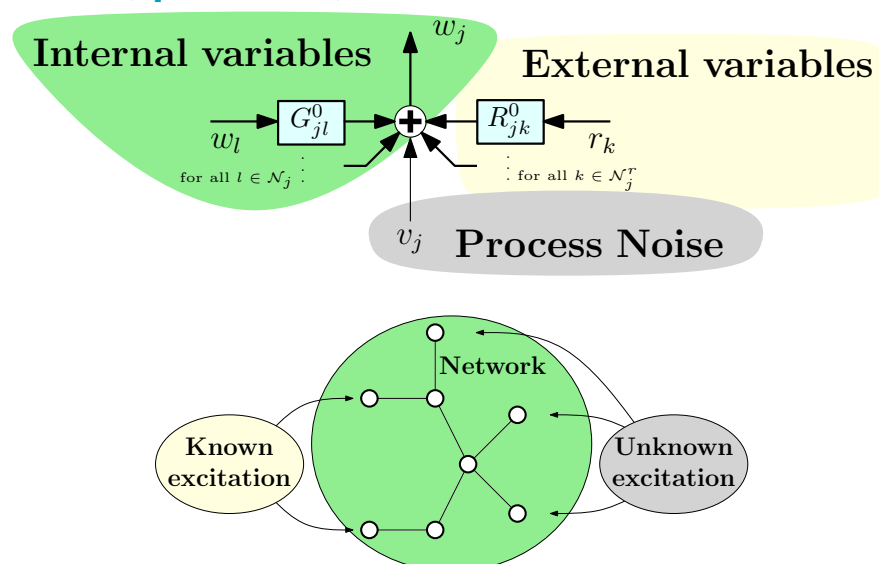 w_j
Internal variables
External variables
G^0_{jl}
R^0_{jk}
w_l
r_k
for all l ∈ 𝒩_j
for all k ∈ 𝒩^r_j
v_j
Process Noise
Network
Known
excitation
Unknown
excitation